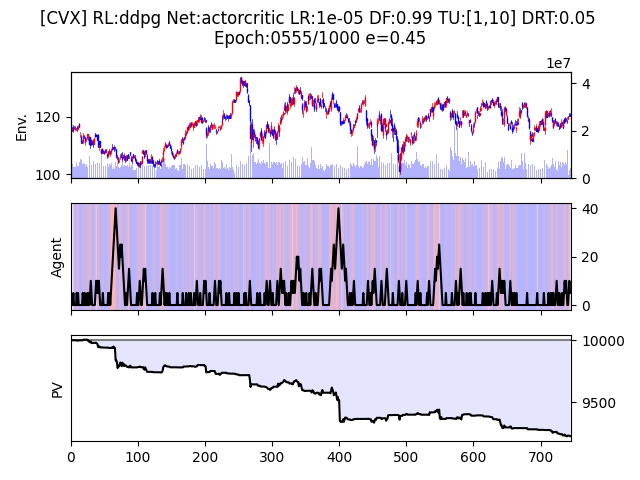 [CVX] RL:ddpg Net:actorcritic LR:1e-05 DF:0.99 TU:[1,10] DRT:0.05
Epoch:0555/1000 e=0.45
1e7
Env.
120
100
4
2
0
Agent
40
20
0
PV
10000
9500
0 100 200 300 400 500 600 700